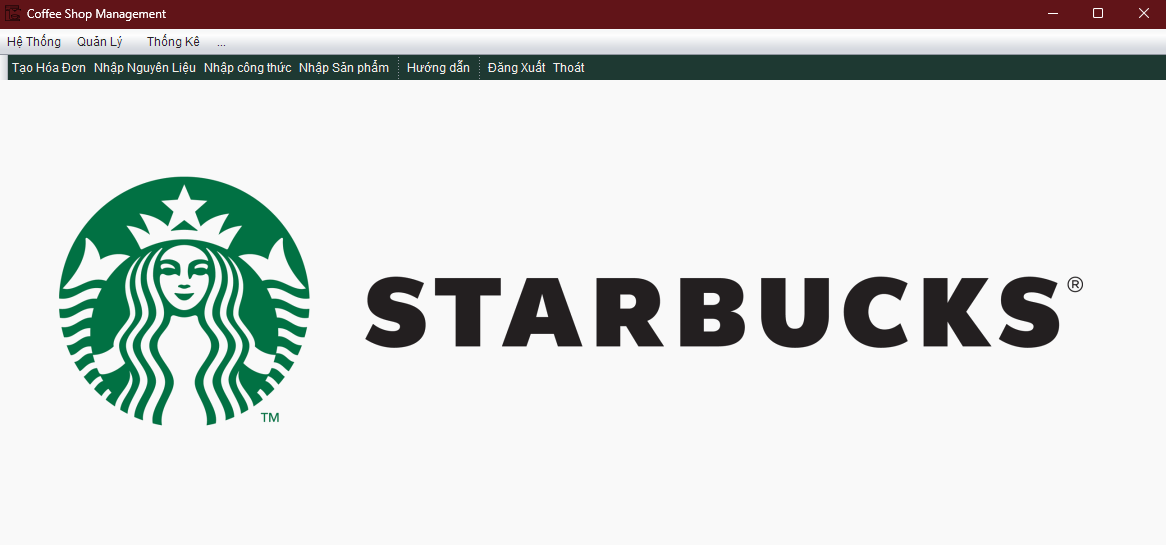 Coffee Shop Management
Hệ Thống Quản Lý Thống Kê ...
Tạo Hóa Đơn Nhập Nguyên Liệu Nhập công thức Nhập Sản phẩm Hướng dẫn Đăng Xuất Thoát
STARBUCKS®
TM